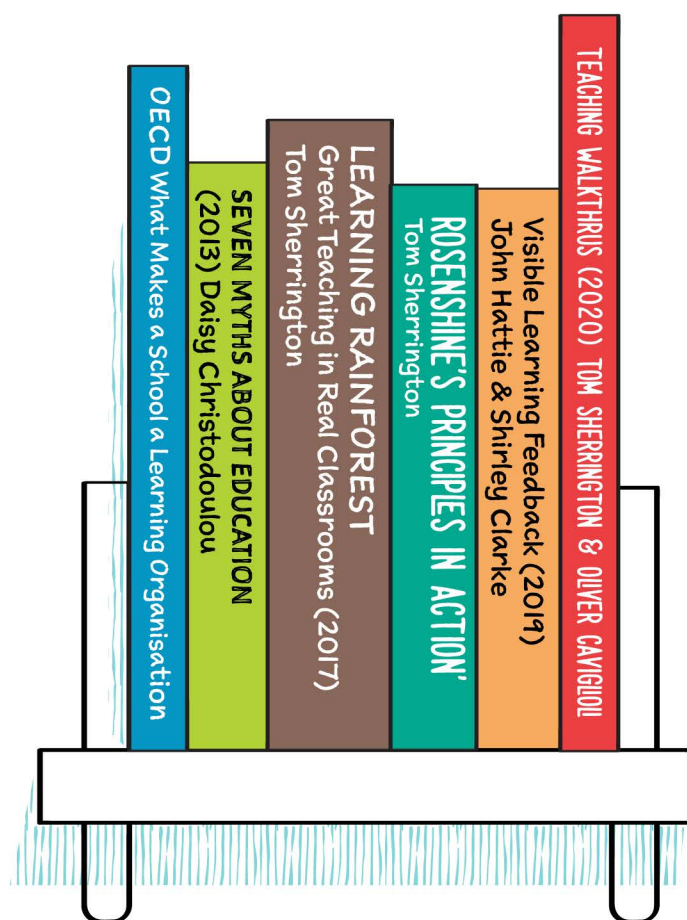 OECD What Makes a School a Learning Organisation
SEVEN MYTHS ABOUT EDUCATION
(2013) Daisy Christodoulou
LEARNING RAINFOREST
Great Teaching in Real Classrooms (2017)
Tom Sherrington
ROSENSHINE'S PRINCIPLES IN ACTION'
Tom Sherrington
Visible Learning Feedback (2019)
John Hattie & Shirley Clarke
TEACHING WALKTHRUS (2020) TOM SHERRINGTON & OLIVER CAVIGLIOLI